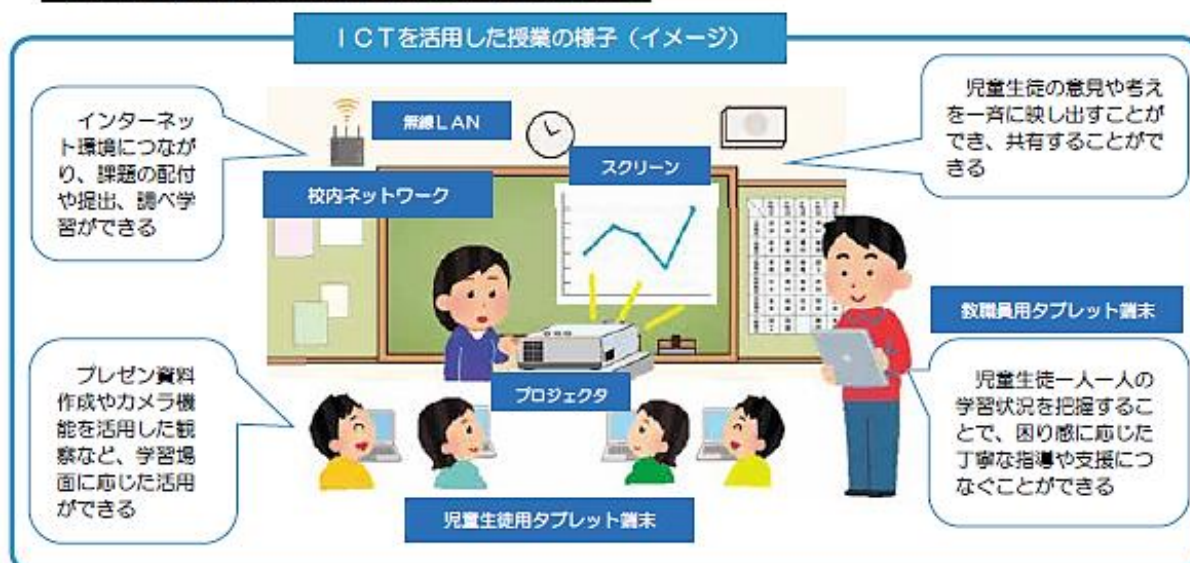 ICTを活用した授業の様子（イメージ）
インターネッ
ト環境につなが
り、課題の配付
や提出、調べ学
習ができる
無線LAN
校内ネットワーク
スクリーン
児童生徒の意見や考え
を一斉に映し出すことが
でき、共有することがで
きる
プレゼン資料
作成やカメラ機
能を活用した観
察など、学習場
面に応じた活用
ができる
プロジェクタ
児童生徒用タブレット端末
教職員用タブレット端末
児童生徒一人一人の
学習状況を把握するこ
とで、困り感に応じた
丁寧な指導や支援につ
なぐことができる